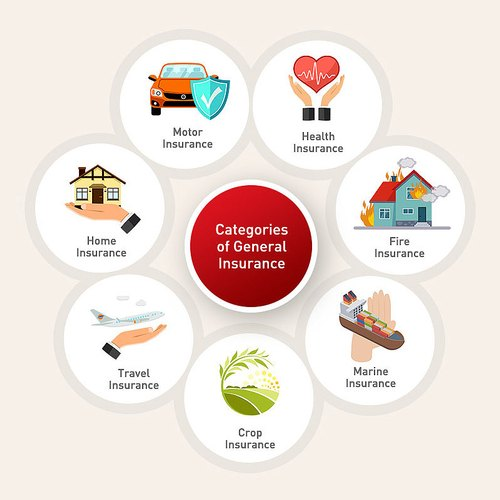 Motor
Insurance
Health
Insurance
Home
Insurance
Categories
of General
Insurance
Fire
Insurance
Travel
Insurance
Marine
Insurance
Crop
Insurance